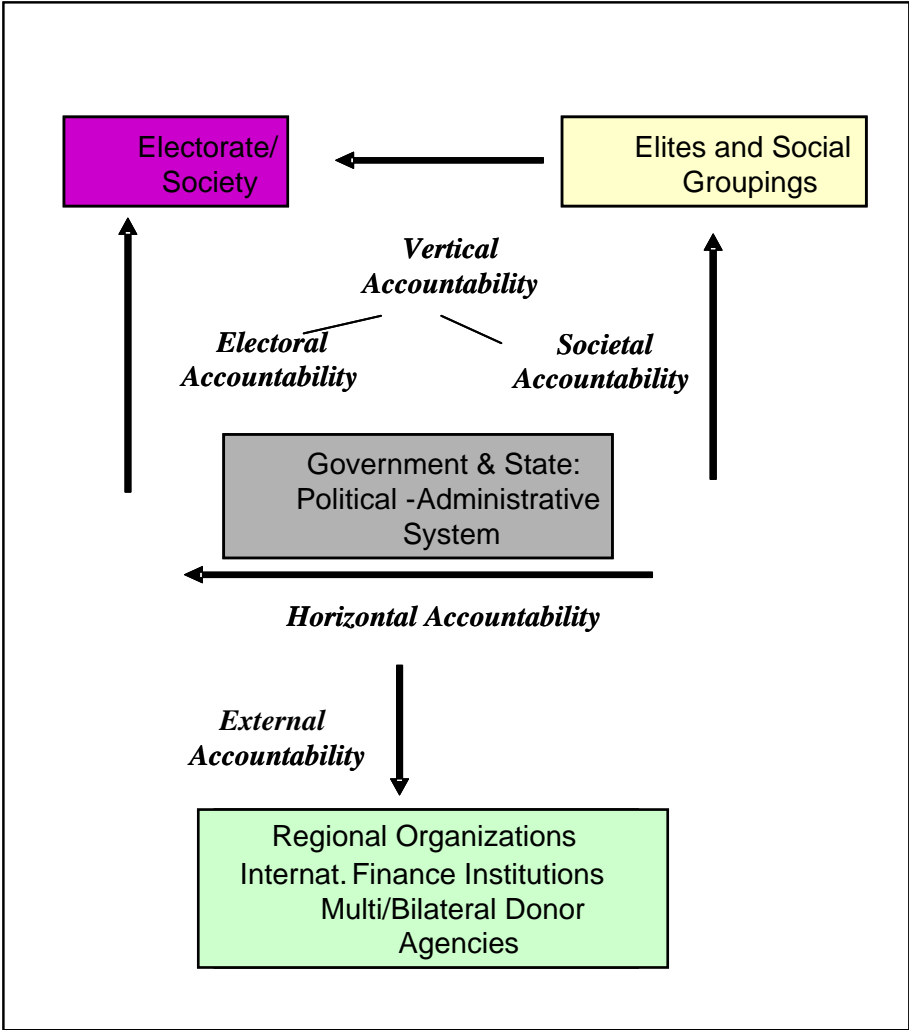 Electorate/
Society
Elites and Social
Groupings
Vertical
Accountability
Electoral
Accountability
Societal
Accountability
Government & State:
Political -Administrative
System
Horizontal Accountability
External
Accountability
Regional Organizations
Internat. Finance Institutions
Multi/Bilateral Donor
Agencies